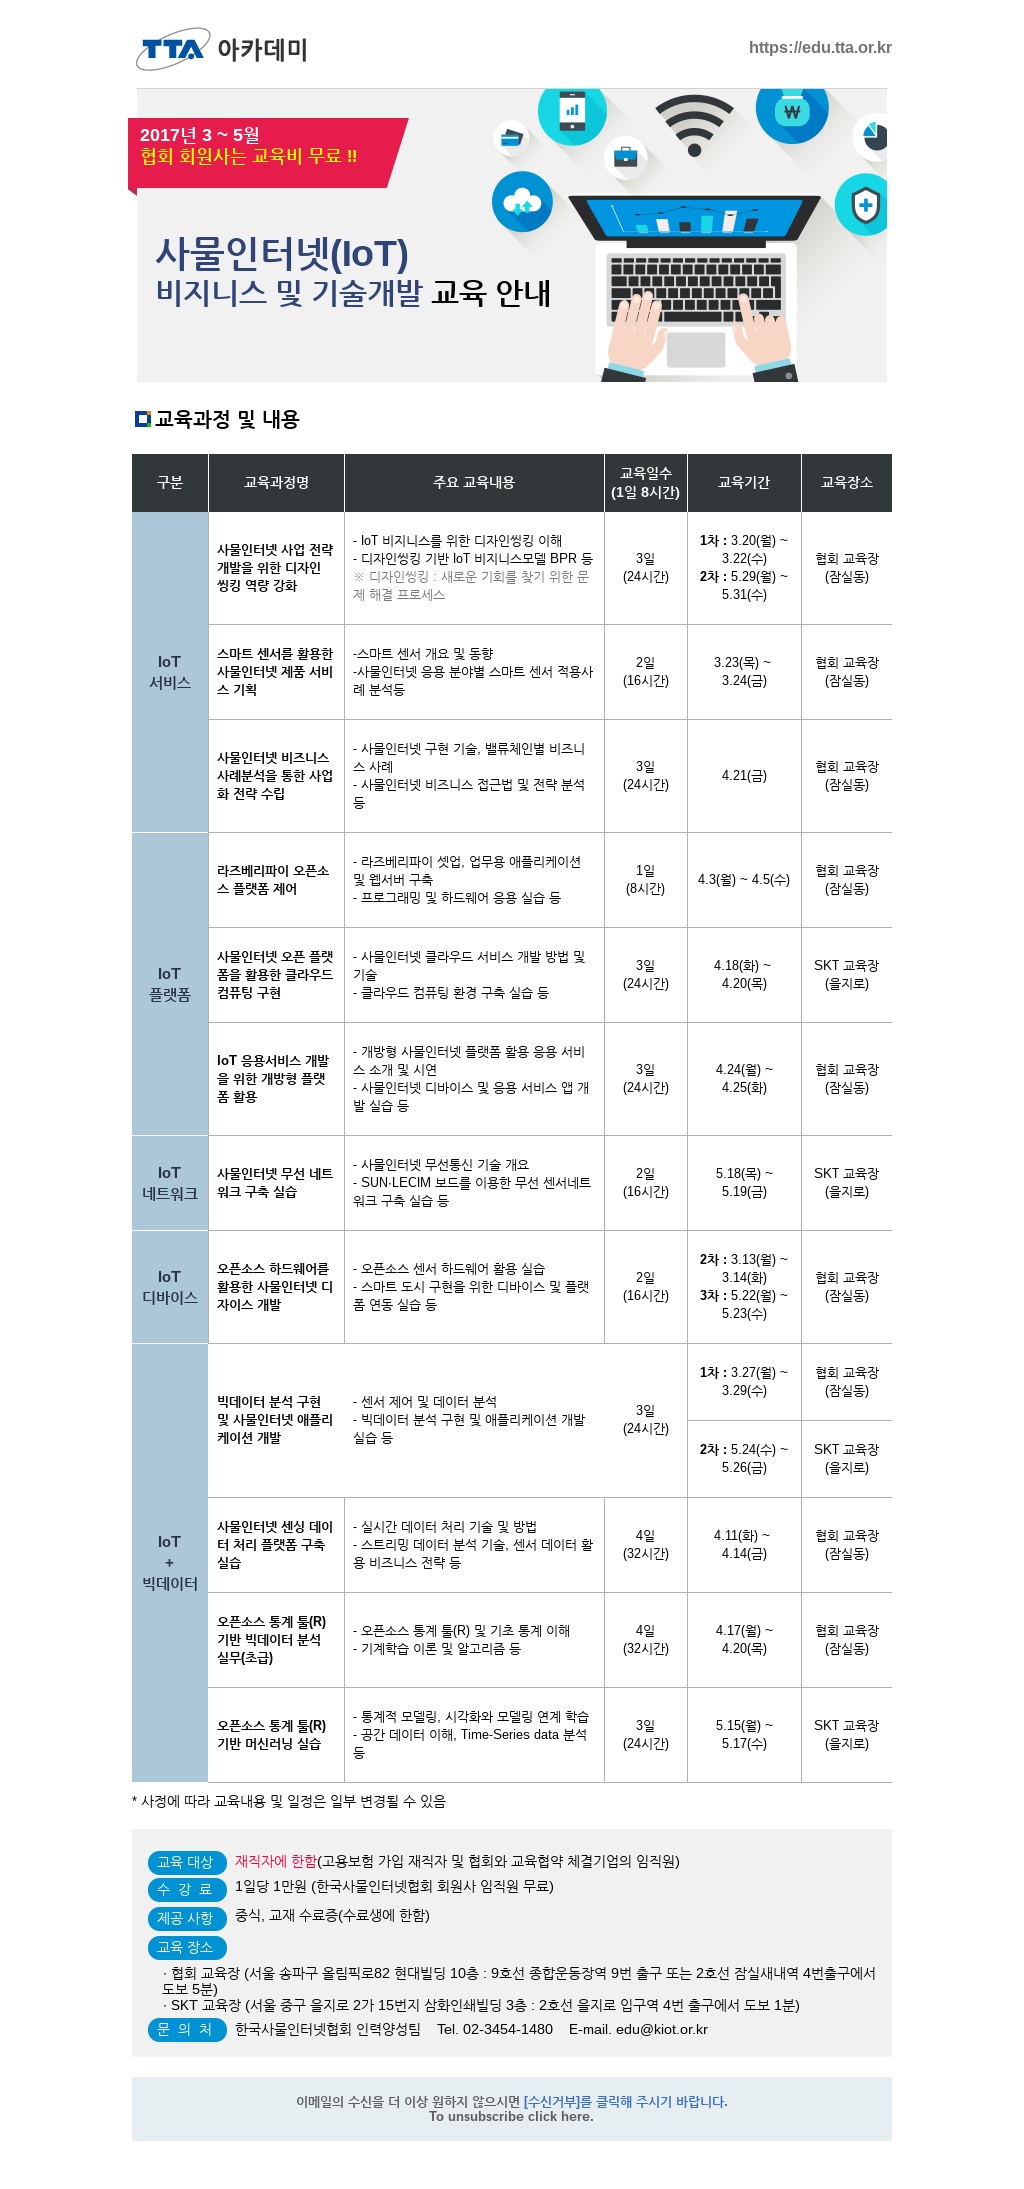 TTA 아카데미
https://edu.tta.or.kr
2017년 3 ~ 5월
협회 회원사는 교육비 무료 !!
사물인터넷(IoT)
비지니스 및 기술개발 교육 안내
교육과정 및 내용
구분
교육과정명
주요 교육내용
교육일수
(1일 8시간)
교육기간
교육장소
IoT
서비스
사물인터넷 사업 전략
개발을 위한 디자인
씽킹 역량 강화
- IoT 비지니스를 위한 디자인씽킹 이해
- 디자인씽킹 기반 IoT 비지니스모델 BPR 등
※ 디자인씽킹 : 새로운 기회를 찾기 위한 문
제 해결 프로세스
3일
(24시간)
1차 : 3.20(월) ~
3.22(수)
2차 : 5.29(월) ~
5.31(수)
협회 교육장
(잠실동)
스마트 센서를 활용한
사물인터넷 제품 서비
스 기획
-스마트 센서 개요 및 동향
-사물인터넷 응용 분야별 스마트 센서 적용사
례 분석등
2일
(16시간)
3.23(목) ~
3.24(금)
협회 교육장
(잠실동)
사물인터넷 비즈니스
사례분석을 통한 사업
화 전략 수립
- 사물인터넷 구현 기술, 밸류체인별 비즈니
스 사례
- 사물인터넷 비즈니스 접근법 및 전략 분석
등
3일
(24시간)
4.21(금)
협회 교육장
(잠실동)
IoT
플랫폼
라즈베리파이 오픈소
스 플랫폼 제어
- 라즈베리파이 셋업, 업무용 애플리케이션
및 웹서버 구축
- 프로그래밍 및 하드웨어 응용 실습 등
1일
(8시간)
4.3(월) ~ 4.5(수)
협회 교육장
(잠실동)
사물인터넷 오픈 플랫
폼을 활용한 클라우드
컴퓨팅 구현
- 사물인터넷 클라우드 서비스 개발 방법 및
기술
- 클라우드 컴퓨팅 환경 구축 실습 등
3일
(24시간)
4.18(화) ~
4.20(목)
SKT 교육장
(을지로)
IoT 응용서비스 개발
을 위한 개방형 플랫
폼 활용
- 개방형 사물인터넷 플랫폼 활용 응용 서비
스 소개 및 시연
- 사물인터넷 디바이스 및 응용 서비스 앱 개
발 실습 등
3일
(24시간)
4.24(월) ~
4.25(화)
협회 교육장
(잠실동)
IoT
네트워크
사물인터넷 무선 네트
워크 구축 실습
- 사물인터넷 무선통신 기술 개요
- SUN·LECIM 보드를 이용한 무선 센서네트
워크 구축 실습 등
2일
(16시간)
5.18(목) ~
5.19(금)
SKT 교육장
(을지로)
IoT
디바이스
오픈소스 하드웨어를
활용한 사물인터넷 디
자이스 개발
- 오픈소스 센서 하드웨어 활용 실습
- 스마트 도시 구현을 위한 디바이스 및 플랫
폼 연동 실습 등
2일
(16시간)
2차 : 3.13(월) ~
3.14(화)
3차 : 5.22(월) ~
5.23(수)
협회 교육장
(잠실동)
IoT
+
빅데이터
빅데이터 분석 구현
및 사물인터넷 애플리
케이션 개발
- 센서 제어 및 데이터 분석
- 빅데이터 분석 구현 및 애플리케이션 개발
실습 등
3일
(24시간)
1차 : 3.27(월) ~
3.29(수)
협회 교육장
(잠실동)
2차 : 5.24(수) ~
5.26(금)
SKT 교육장
(을지로)
사물인터넷 센싱 데이
터 처리 플랫폼 구축
실습
- 실시간 데이터 처리 기술 및 방법
- 스트리밍 데이터 분석 기술, 센서 데이터 활
용 비즈니스 전략 등
4일
(32시간)
4.11(화) ~
4.14(금)
협회 교육장
(잠실동)
오픈소스 통계 툴(R)
기반 빅데이터 분석
실무(초급)
- 오픈소스 통계 툴(R) 및 기초 통계 이해
- 기계학습 이론 및 알고리즘 등
4일
(32시간)
4.17(월) ~
4.20(목)
협회 교육장
(잠실동)
오픈소스 통계 툴(R)
기반 머신러닝 실습
- 통계적 모델링, 시각화와 모델링 연계 학습
- 공간 데이터 이해, Time-Series data 분석
등
3일
(24시간)
5.15(월) ~
5.17(수)
SKT 교육장
(을지로)
* 사정에 따라 교육내용 및 일정은 일부 변경될 수 있음
교육 대상 재직자에 한함(고용보험 가입 재직자 및 협회와 교육협약 체결기업의 임직원)
수 강 료 1일당 1만원 (한국사물인터넷협회 회원사 임직원 무료)
제공 사항 중식, 교재 수료증(수료생에 한함)
교육 장소
· 협회 교육장 (서울 송파구 올림픽로82 현대빌딩 10층 : 9호선 종합운동장역 9번 출구 또는 2호선 잠실새내역 4번출구에서
도보 5분)
· SKT 교육장 (서울 중구 을지로 2가 15번지 삼화인쇄빌딩 3층 : 2호선 을지로 입구역 4번 출구에서 도보 1분)
문 의 처 한국사물인터넷협회 인력양성팀 Tel. 02-3454-1480 E-mail. edu@kiot.or.kr
이메일의 수신을 더 이상 원하지 않으시면 [수신거부]를 클릭해 주시기 바랍니다.
To unsubscribe click here.